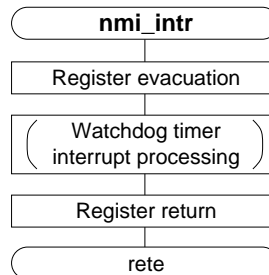 nmi_intr
Register evacuation
Watchdog timer
interrupt processing
Register return
rete